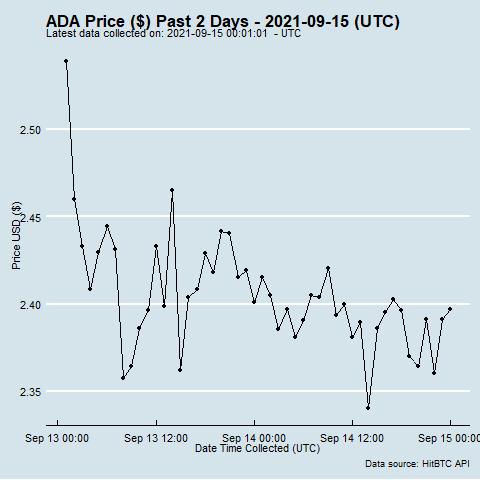 ADA Price ($) Past 2 Days - 2021-09-15 (UTC)
Latest data collected on: 2021-09-15 00:01:01 - UTC
Price USD ($)
2.50
2.45
2.40
2.35
Sep 13 00:00
Sep 13 12:00
Sep 14 00:00
Sep 14 12:00
Sep 15 00:00
Date Time Collected (UTC)
Data source: HitBTC API